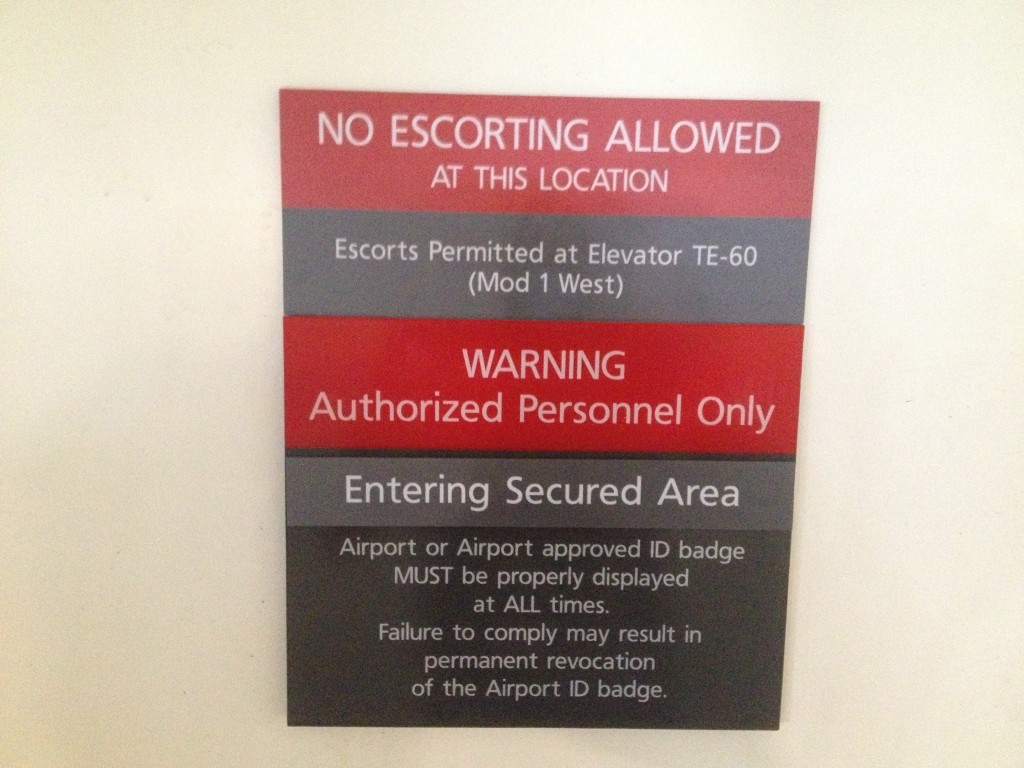 NO ESCORTING ALLOWED
AT THIS LOCATION
Escorts Permitted at Elevator TE-60
(Mod 1 West)
WARNING
Authorized Personnel Only
Entering Secured Area
Airport or Airport approved ID badge
MUST be properly displayed
at ALL times.
Failure to comply may result in
permanent revocation
of the Airport ID badge.